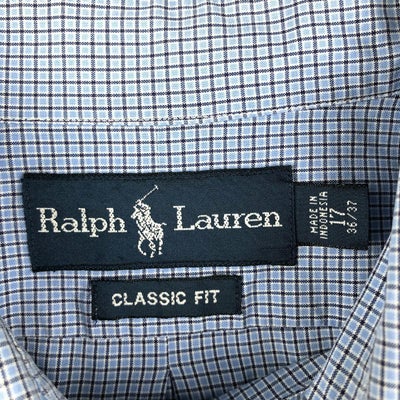 Ralph Lauren
MADE IN
INDONESIA
17
36/37
CLASSIC FIT